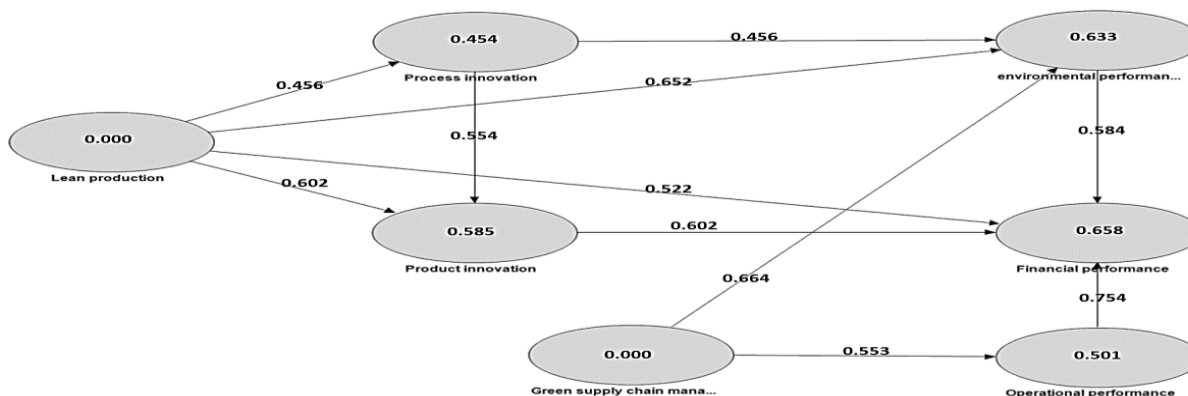 0.454
Process innovation
0.456
0.633
environmental performan...
0.456
0.652
0.000
Lean production
0.554
0.584
0.602
0.522
0.585
Product innovation
0.602
0.658
Financial performance
0.664
0.754
0.000
Green supply chain mana...
0.553
0.501
Operational performance